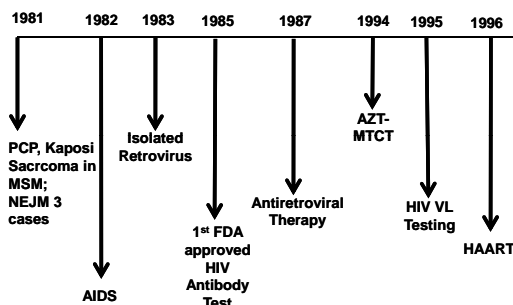 1981 1982 1983 1985 1987 1994 1995 1996
PCP, Kaposi
Sacrcoma in
MSM;
NEJM 3
cases
AIDS
Isolated
Retrovirus
1st FDA
approved
HIV
Antibody
Test
Antiretroviral
Therapy
AZT-
MTCT
HIV VL
Testing
HAART